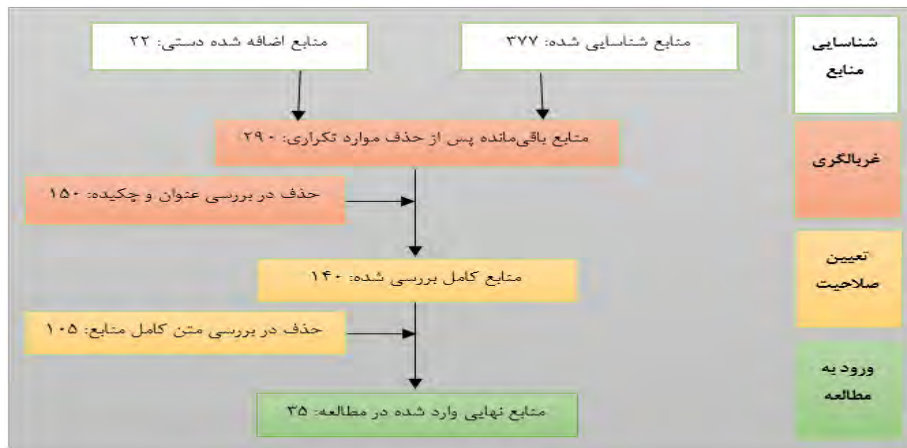 شناسایی
منابع
منابع شناسایی شده: ۳۷۷
منابع اضافه شده دستی: ۲۲
غربالگری
منابع باقی‌مانده پس از حذف موارد تکراری: ۲۹۰
حذف در بررسی عنوان و چکیده: ۱۵۰
تعیین
صلاحیت
منابع کامل بررسی شده: ۱۴۰
حذف در بررسی متن کامل منابع: ۱۰۵
ورود به
مطالعه
منابع نهایی وارد شده در مطالعه: ۳۵